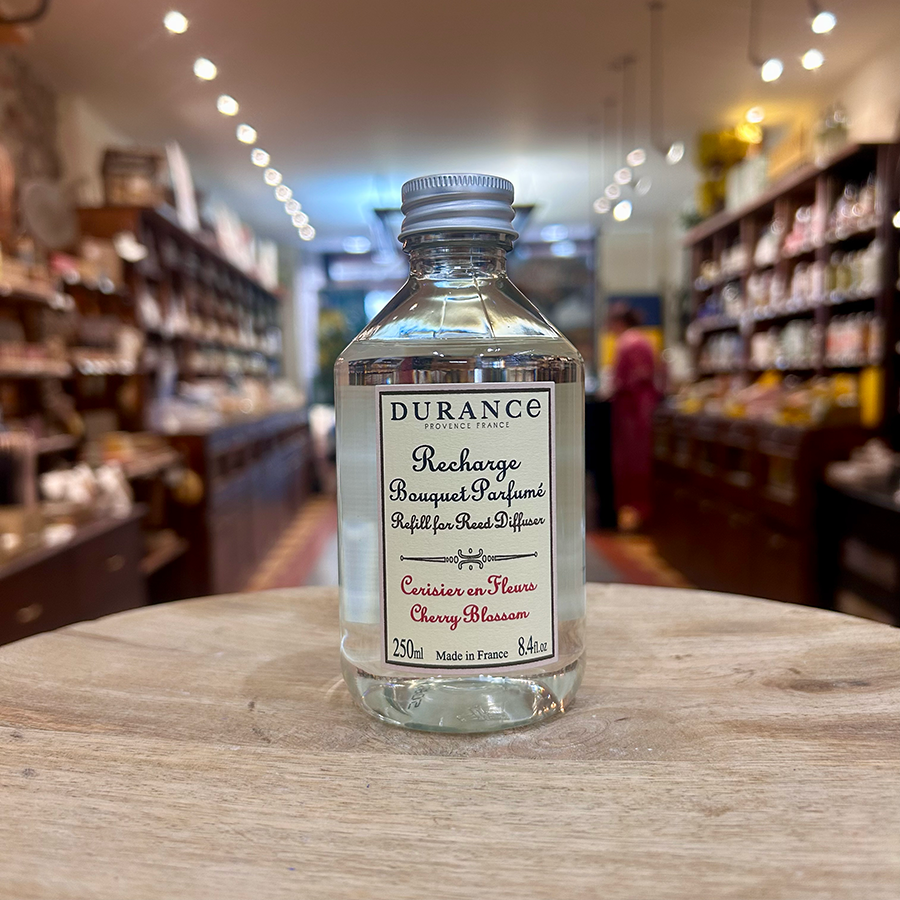 DURANCE
PROVENCE FRANCE
Recharge
Bouquet Parfumé
Refill for Reed Diffuser
Cerisier en Fleurs
Cherry Blossom
250ml Made in France 8.4fl.oz